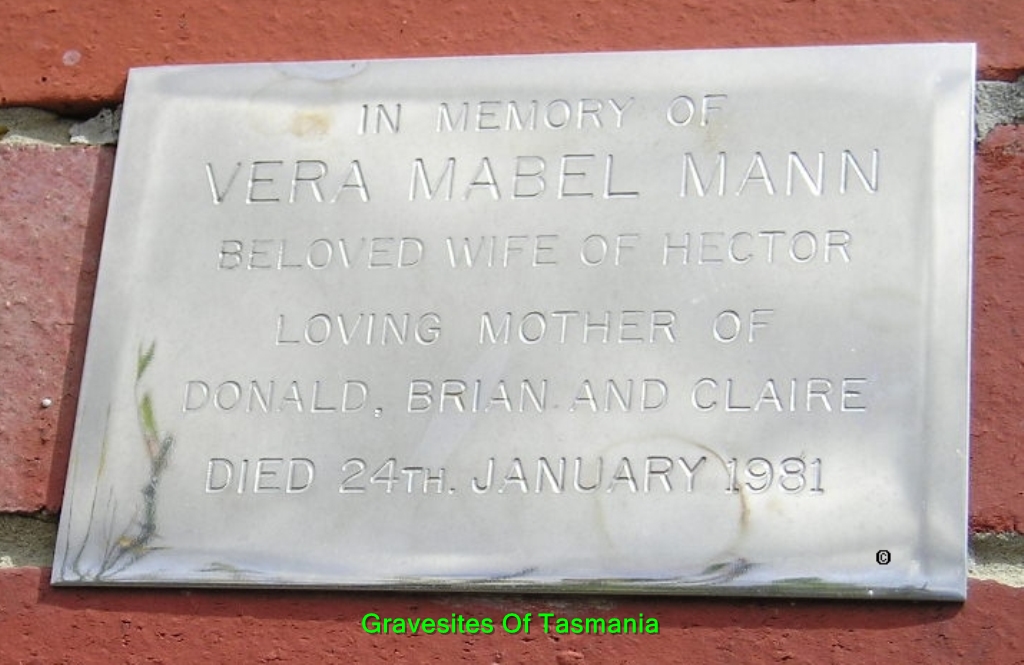 IN MEMORY OF
VERA MABEL MANN
BELOVED WIFE OF HECTOR
LOVING MOTHER OF
DONALD, BRIAN AND CLAIRE
DIED 24TH. JANUARY 1981
©
Gravesites Of Tasmania